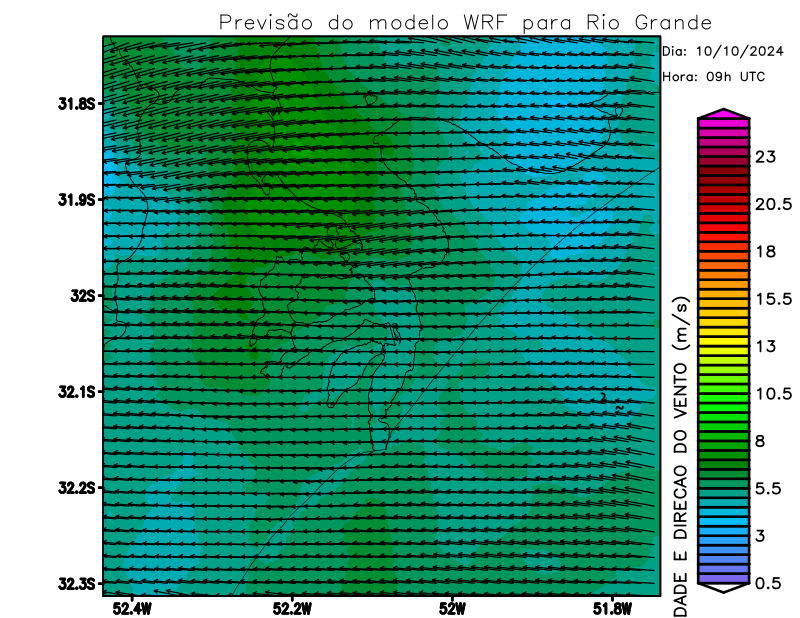 Previsão do modelo WRF para Rio Grande
Dia: 10/10/2024
Hora: 09h UTC
31.8S
31.9S
32S
32.1S
32.2S
32.3S
52.4W
52.2W
52W
51.8W
23
20.5
18
15.5
13
10.5
8
5.5
3
0.5
DADE E DIRECAO DO VENTO (m/s)